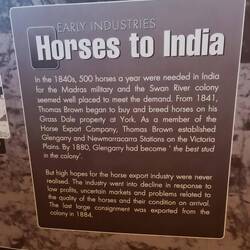 EARLY INDUSTRIES
Horses to India
In the 1840s, 500 horses a year were needed in India
for the Madras military and the Swan River colony
seemed well placed to meet the demand. From 1841,
Thomas Brown began to buy and breed horses on his
Grass Dale property at York. As a member of the
Horse Export Company, Thomas Brown established
Glengarry and Newmarracarra Stations on the Victoria
Plains. By 1880, Glengarry had become ' the best stud
in the colony'.
But high hopes for the horse export industry were never
realised. The industry went into decline in response to
low profits, uncertain markets and problems related to
the quality of the horses and their condition on arrival.
The last large consignment was exported from the
colony in 1884.